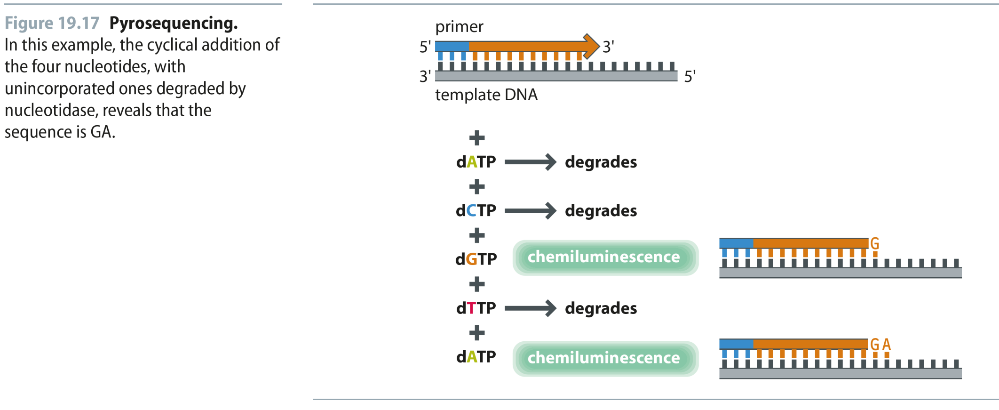 Figure 19.17 Pyrosequencing.
In this example, the cyclical addition of
the four nucleotides, with
unincorporated ones degraded by
nucleotidase, reveals that the
sequence is GA.
primer
5' 3'
3' 5'
template DNA
+
dATP degrades
+
dCTP degrades
+
G
dGTP chemiluminescence
+
dTTP degrades
+
GA
dATP chemiluminescence